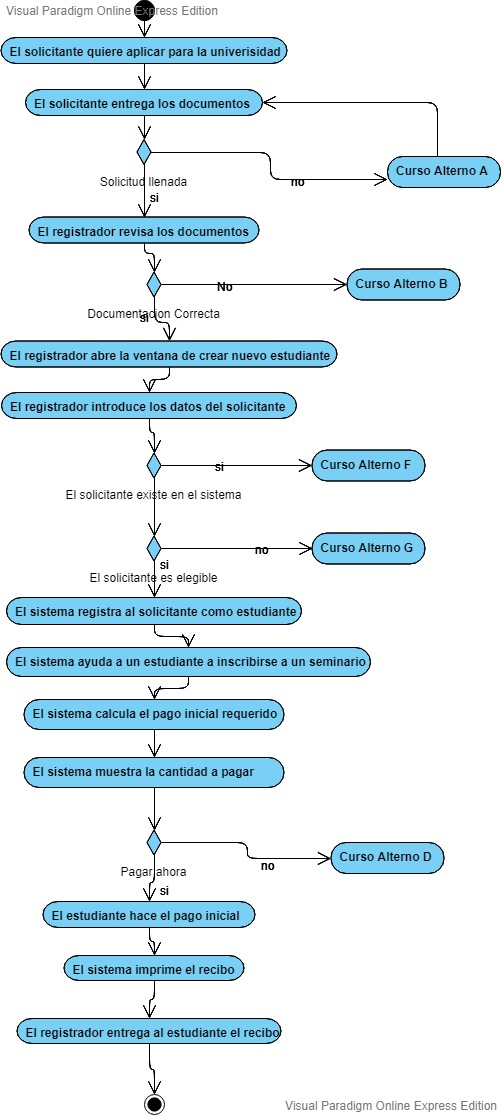 Visual Paradigm Online Express Edition
El solicitante quiere aplicar para la univerisidad
El solicitante entrega los documentos
Curso Alterno A
Solicitud llenada
no
si
El registrador revisa los documentos
No
Curso Alterno B
Documentacion Correcta
si
El registrador abre la ventana de crear nuevo estudiante
El registrador introduce los datos del solicitante
si
Curso Alterno F
El solicitante existe en el sistema
no
Curso Alterno G
si
El solicitante es elegible
El sistema registra al solicitante como estudiante
El sistema ayuda a un estudiante a inscribirse a un seminario
El sistema calcula el pago inicial requerido
El sistema muestra la cantidad a pagar
Curso Alterno D
no
Pagar ahora
si
El estudiante hace el pago inicial
El sistema imprime el recibo
El registrador entrega al estudiante el recibo
Visual Paradigm Online Express Edition